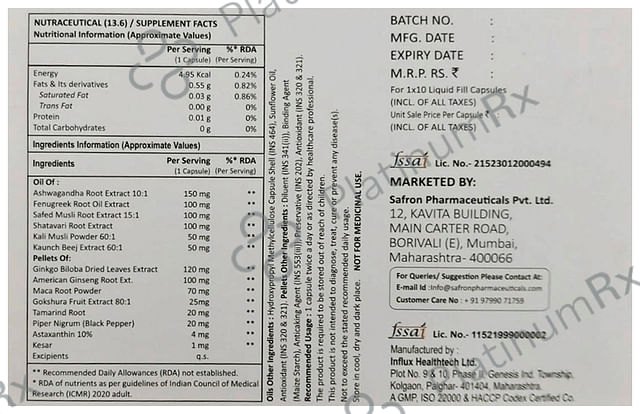 NUTRACEUTICAL (13.6) / SUPPLEMENT FACTS
Nutritional Information (Approximate Values)
Per Serving (1 Capsule) %* RDA (Per Serving)
Energy 4.95 Kcal 0.24%
Fats & Its derivatives 0.55 g 0.82%
Saturated Fat 0.03 g 0.86%
Trans Fat 0.00 g 0%
Protein 0.01 g 0%
Total Carbohydrates 0 g 0%
Ingredients Information (Approximate Values)
Ingredients Per Serving (1 Capsule) %* RDA (Per Serving)
Oil Of :
Ashwagandha Root Extract 10:1 150 mg **
Fenugreek Root Oil Extract 100 mg **
Safed Musli Root Extract 15:1 100 mg **
Shatavari Root Extract 100 mg **
Kali Musli Powder 60:1 50 mg **
Kaunch Beej Extract 60:1 50 mg **
Pellets Of:
Ginkgo Biloba Dried Leaves Extract 120 mg **
American Ginseng Root Ext. 100 mg **
Maca Root Powder 70 mg **
Gokshura Fruit Extract 80:1 25mg **
Tamarind Root 20 mg **
Piper Nigrum (Black Pepper) 20 mg **
Astaxanthin 10% 4 mg **
Kesar 1 mg **
Excipients q.s.
** Recommended Daily Allowances (RDA) not established.
* RDA of nutrients as per guidelines of Indian Council of Medical
Research (ICMR) 2020 adult.
Oils Other Ingredients : Hydroxypropyl Methylcellulose Capsule Shell (INS 464), Sunflower Oil,
Antioxidant (INS 320 & 321). Pellets Other Ingredients : Diluent (INS 341(ii)), Binding Agent
Maize Starch), Anticaking Agent (INS 553(iii)), Preservative (INS 202), Antioxidant (INS 320 & 321).
Recommended Usage : 1 capsule twice a day or as directed by healthcare professional.
The product is required to be stored out of reach of children.
This product is not intended to diagnose, treat, cure or prevent any disease(s).
Not to exceed the stated recommended daily usage.
Store in cool, dry and dark place. NOT FOR MEDICINAL USE.
BATCH NO. :
MFG. DATE :
EXPIRY DATE :
M.R.P. RS. ₹ :
For 1x10 Liquid Fill Capsules
(INCL. OF ALL TAXES)
Unit Sale Price Per Capsule ₹ :
(INCL. OF ALL TAXES)
fssai Lic. No.- 21523012000494
MARKETED BY:
Safron Pharmaceuticals Pvt. Ltd.
12, KAVITA BUILDING,
MAIN CARTER ROAD,
BORIVALI (E), Mumbai,
Maharashtra- 400066
For Queries/ Suggestion Please Contact At:
E-mail Id :Info@safronpharmaceuticals.com
Customer Care No : + 91 97990 71759
fssai Lic. No.- 11521999000002
Manufactured by :
Influx Healthtech Ltd.
Plot No. 9 & 10, Phase II, Genesis Ind. Township,
Kolgaon, Palghar- 401404, Maharashtra.
A GMP, ISO 22000 & HACCP Codex Certified Co.
PlatinumRx